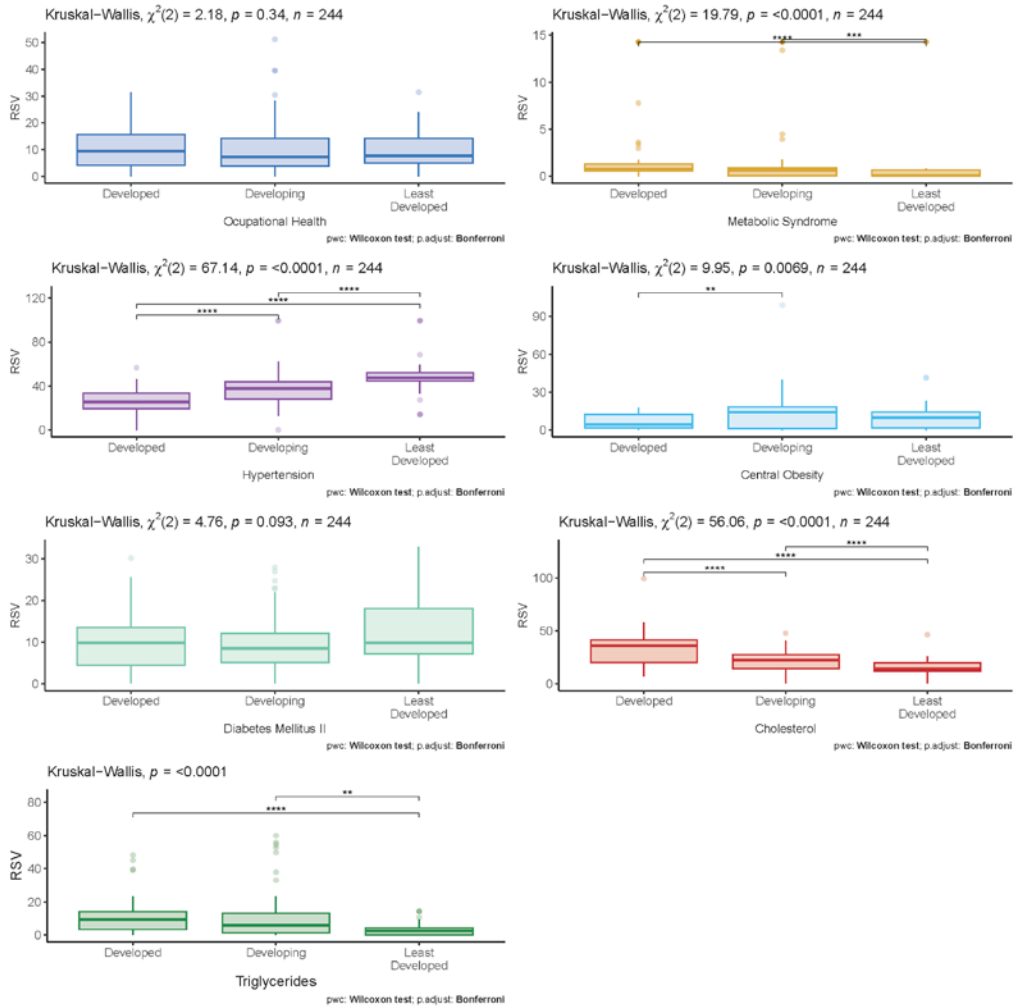 Kruskal−Wallis, χ²(2) = 2.18, p = 0.34, n = 244
RSV
50
40
30
20
10
0
Developed
Developing
Least
Developed
Ocupational Health
pwc: Wilcoxon test; p.adjust: Bonferroni
Kruskal−Wallis, χ²(2) = 19.79, p = <0.0001, n = 244
RSV
15
10
5
0
****
***
Developed
Developing
Least
Developed
Metabolic Syndrome
pwc: Wilcoxon test; p.adjust: Bonferroni
Kruskal−Wallis, χ²(2) = 67.14, p = <0.0001, n = 244
RSV
120
80
40
0
****
****
****
Developed
Developing
Least
Developed
Hypertension
pwc: Wilcoxon test; p.adjust: Bonferroni
Kruskal−Wallis, χ²(2) = 9.95, p = 0.0069, n = 244
RSV
90
60
30
0
**
Developed
Developing
Least
Developed
Central Obesity
pwc: Wilcoxon test; p.adjust: Bonferroni
Kruskal−Wallis, χ²(2) = 4.76, p = 0.093, n = 244
RSV
30
20
10
0
Developed
Developing
Least
Developed
Diabetes Mellitus II
pwc: Wilcoxon test; p.adjust: Bonferroni
Kruskal−Wallis, χ²(2) = 56.06, p = <0.0001, n = 244
RSV
100
50
0
****
****
****
Developed
Developing
Least
Developed
Cholesterol
pwc: Wilcoxon test; p.adjust: Bonferroni
Kruskal−Wallis, p = <0.0001
RSV
80
60
40
20
0
**
****
Developed
Developing
Least
Developed
Triglycerides
pwc: Wilcoxon test; p.adjust: Bonferroni